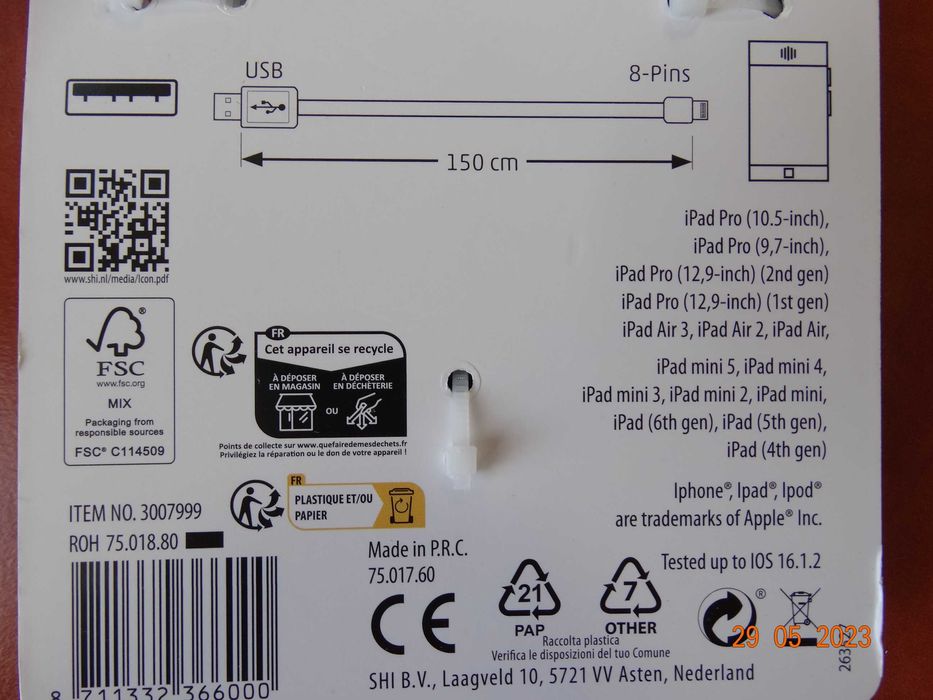 USB
8-Pins
150 cm
iPad Pro (10.5-inch),
iPad Pro (9,7-inch),
iPad Pro (12,9-inch) (2nd gen)
iPad Pro (12,9-inch) (1st gen)
iPad Air 3, iPad Air 2, iPad Air,
iPad mini 5, iPad mini 4,
iPad mini 3, iPad mini 2, iPad mini,
iPad (6th gen), iPad (5th gen),
iPad (4th gen)
Iphone®, Ipad®, Ipod®
are trademarks of Apple® Inc.
Tested up to IOS 16.1.2
www.shi.nl/media/Icon.pdf
®
FSC
www.fsc.org
MIX
Packaging from
responsible sources
FSC® C114509
FR
Cet appareil se recycle
À DÉPOSER
EN MAGASIN
OU
À DÉPOSER
EN DÉCHÈTERIE
Points de collecte sur www.quefairedemesdechets.fr
Privilégiez la réparation ou le don de votre appareil !
FR
PLASTIQUE ET/OU
PAPIER
ITEM NO. 3007999
ROH 75.018.80
8 711332 366000
Made in P.R.C.
75.017.60
CE
21
PAP
7
OTHER
Raccolta plastica
Verifica le disposizioni del tuo Comune
®
SHI B.V., Laagveld 10, 5721 VV Asten, Nederland
29 05 2023